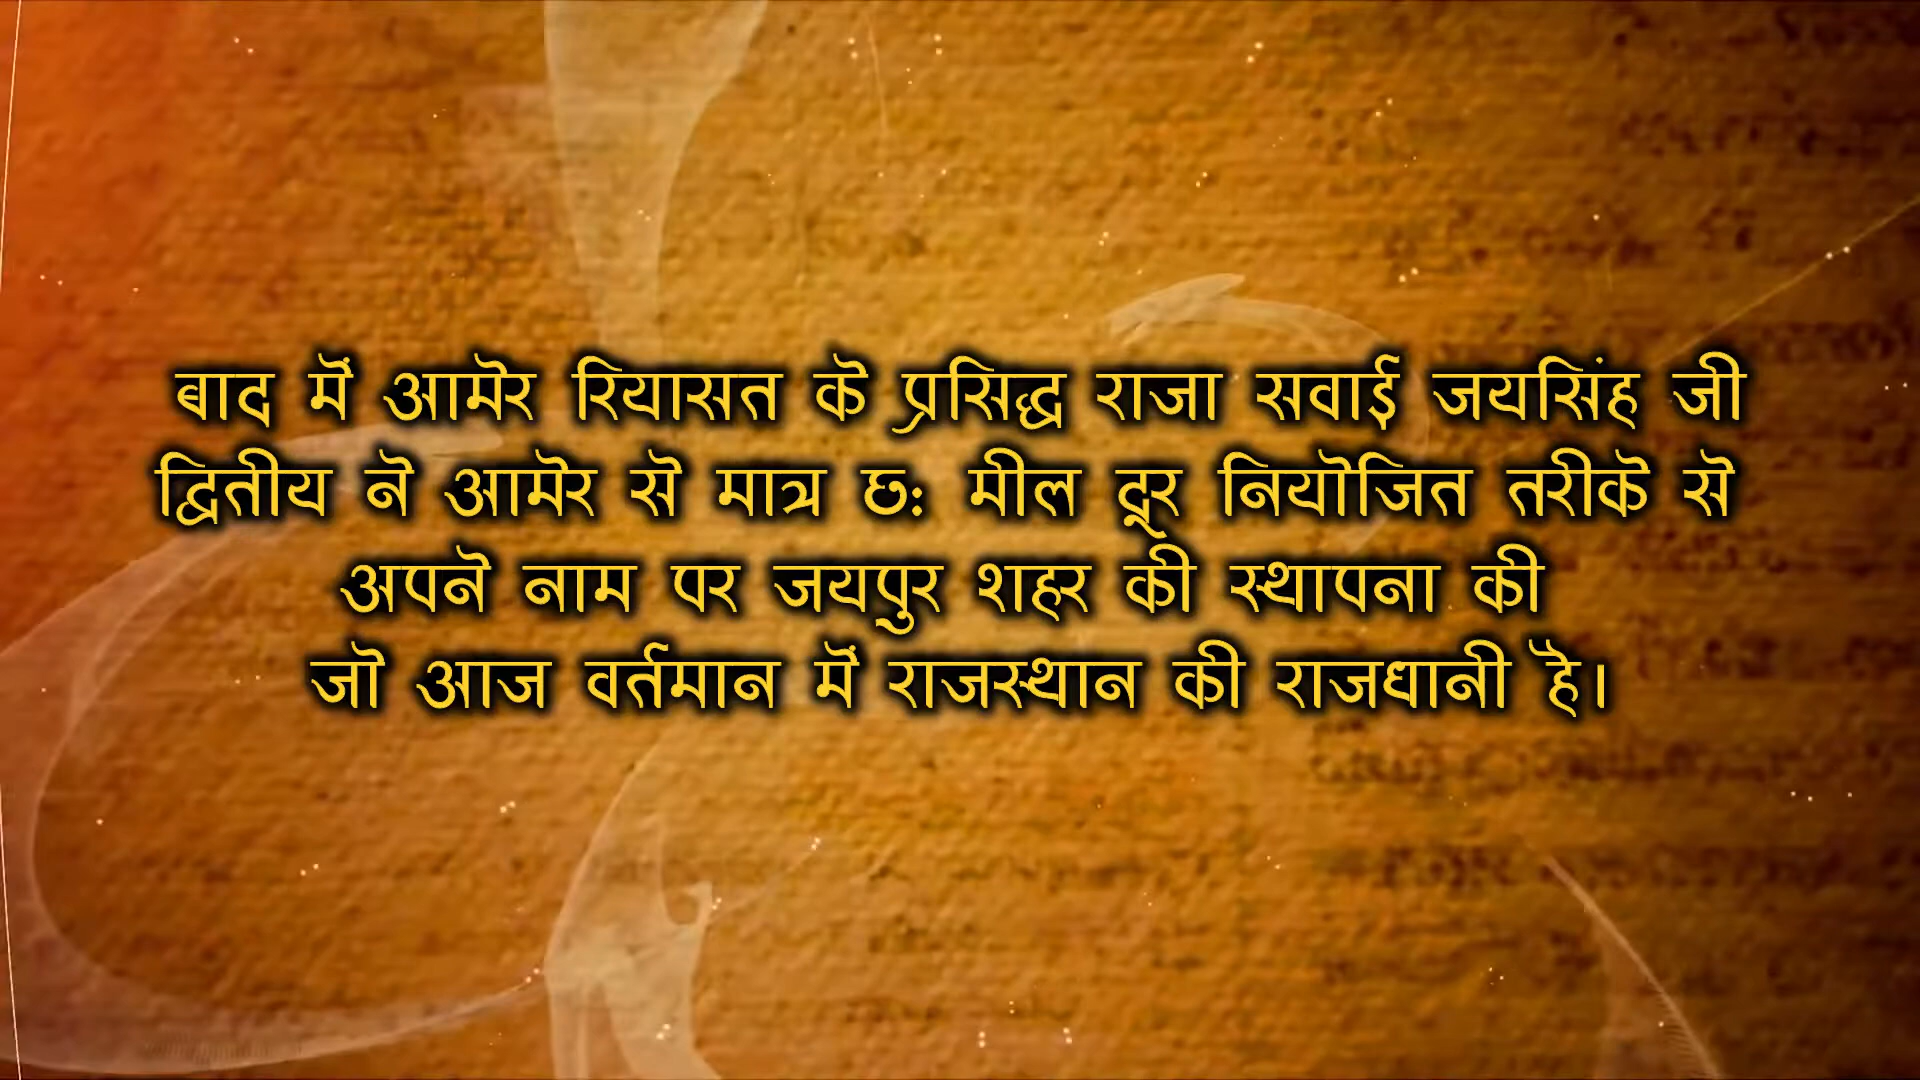 बाद में आमेर रियासत के प्रसिद्ध राजा सवाई जयसिंह जी
द्वितीय ने आमेर से मात्र छः मील दूर नियोजित तरीके से
अपने नाम पर जयपुर शहर की स्थापना की
जो आज वर्तमान में राजस्थान की राजधानी है।